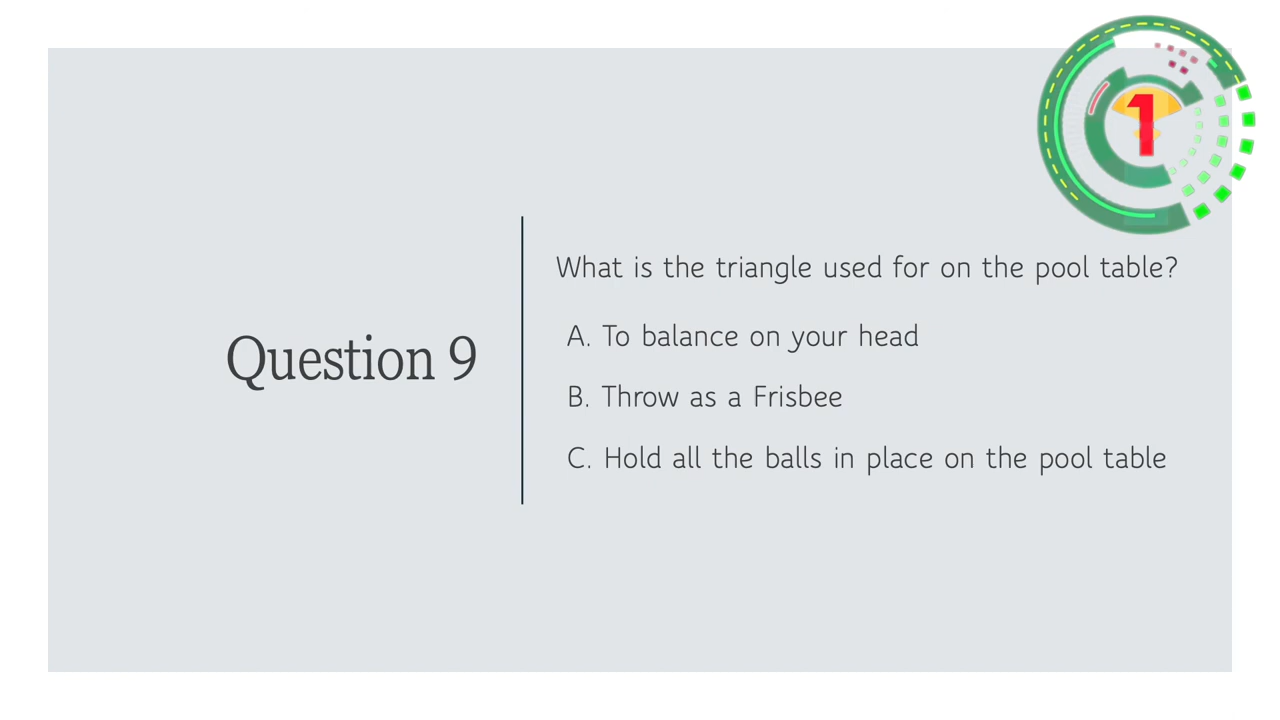 1
What is the triangle used for on the pool table?
A. To balance on your head
Question 9
B. Throw as a Frisbee
C. Hold all the balls in place on the pool table